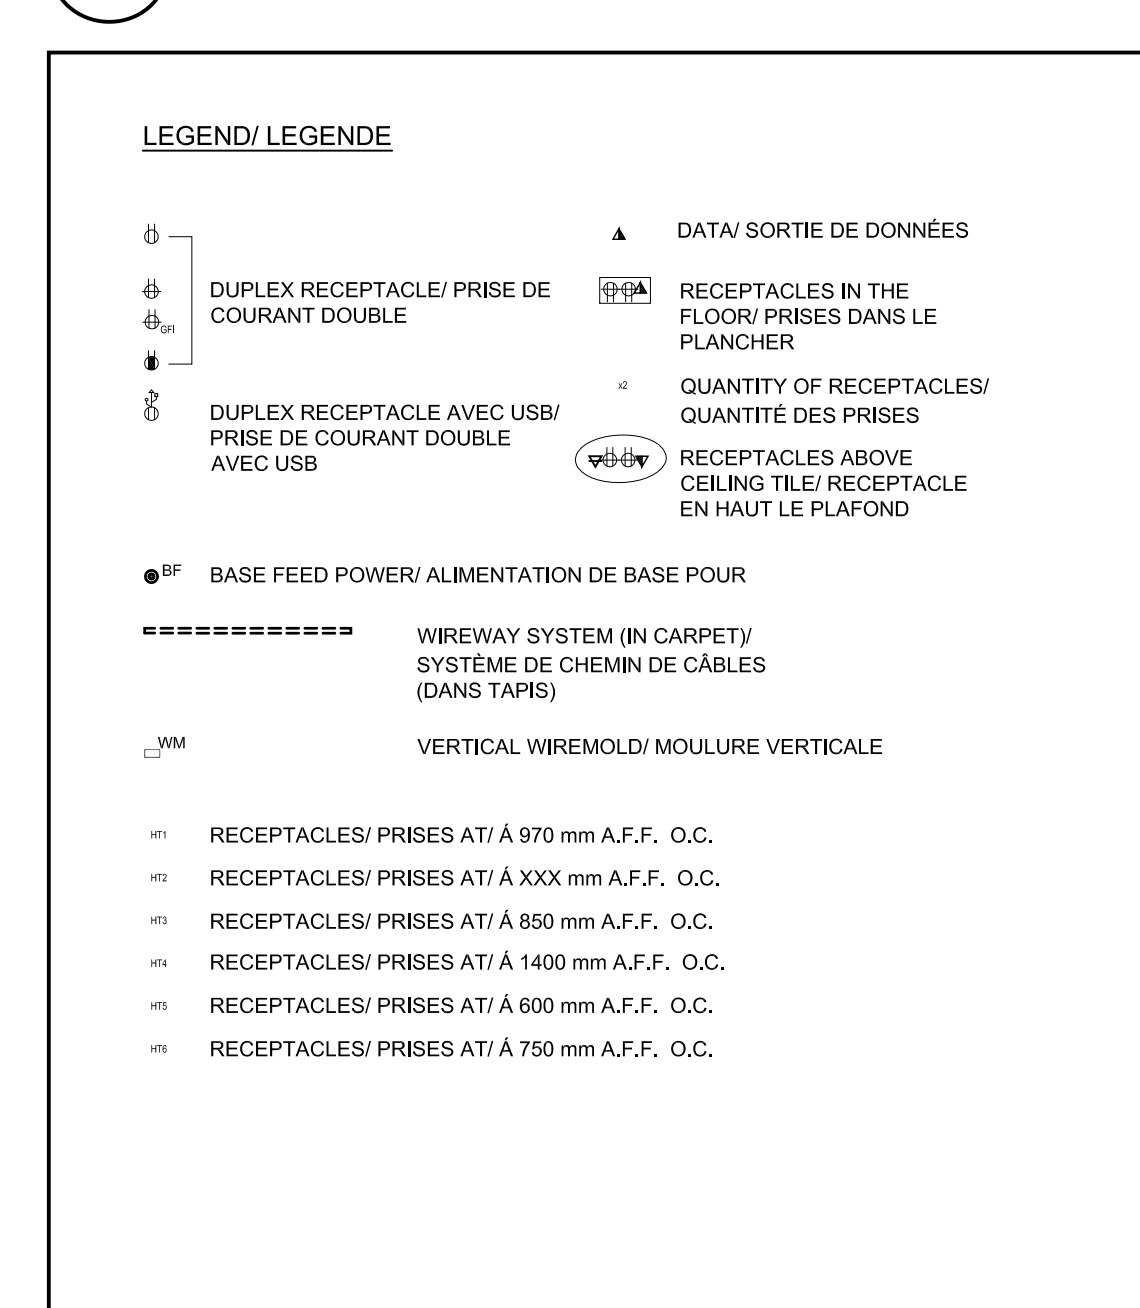 LEGEND/ LEGENDE
DUPLEX RECEPTACLE/ PRISE DE
COURANT DOUBLE
GFI
DUPLEX RECEPTACLE AVEC USB/
PRISE DE COURANT DOUBLE
AVEC USB
DATA/ SORTIE DE DONNÉES
RECEPTACLES IN THE
FLOOR/ PRISES DANS LE
PLANCHER
x2
QUANTITY OF RECEPTACLES/
QUANTITÉ DES PRISES
RECEPTACLES ABOVE
CEILING TILE/ RECEPTACLE
EN HAUT LE PLAFOND
BF BASE FEED POWER/ ALIMENTATION DE BASE POUR
WIREWAY SYSTEM (IN CARPET)/
SYSTÈME DE CHEMIN DE CÂBLES
(DANS TAPIS)
WM VERTICAL WIREMOLD/ MOULURE VERTICALE
HT1 RECEPTACLES/ PRISES AT/ Á 970 mm A.F.F. O.C.
HT2 RECEPTACLES/ PRISES AT/ Á XXX mm A.F.F. O.C.
HT3 RECEPTACLES/ PRISES AT/ Á 850 mm A.F.F. O.C.
HT4 RECEPTACLES/ PRISES AT/ Á 1400 mm A.F.F. O.C.
HT5 RECEPTACLES/ PRISES AT/ Á 600 mm A.F.F. O.C.
HT6 RECEPTACLES/ PRISES AT/ Á 750 mm A.F.F. O.C.